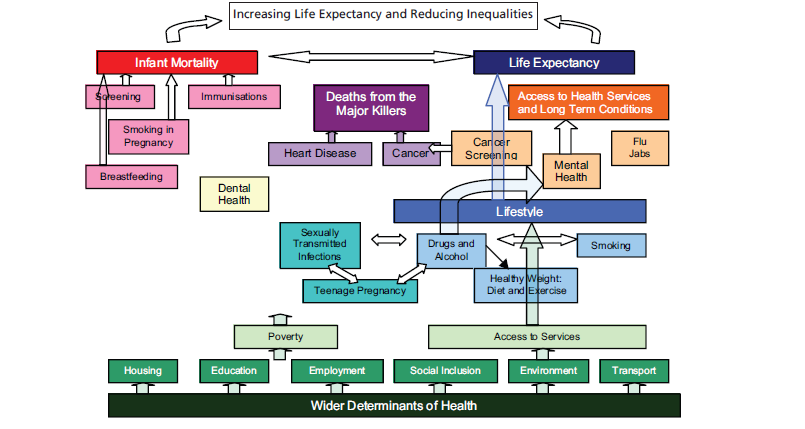 Increasing Life Expectancy and Reducing Inequalities
Infant Mortality
Life Expectancy
Screening
Immunisations
Deaths from the
Major Killers
Access to Health Services
and Long Term Conditions
Smoking in
Pregnancy
Heart Disease
Cancer
Cancer
Screening
Flu
Jabs
Mental
Health
Breastfeeding
Dental
Health
Lifestyle
Sexually
Transmitted
Infections
Drugs and
Alcohol
Smoking
Healthy Weight:
Diet and Exercise
Teenage Pregnancy
Poverty
Access to Services
Housing
Education
Employment
Social Inclusion
Environment
Transport
Wider Determinants of Health